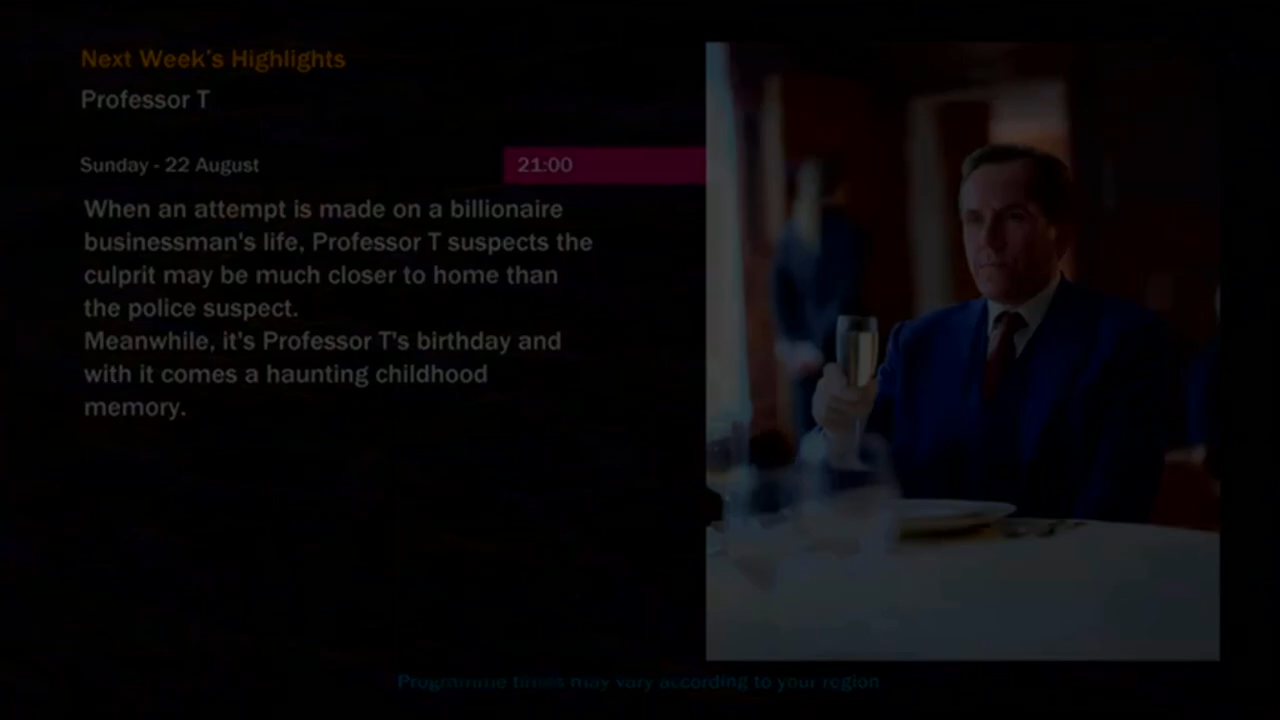 Next Week's Highlights
Professor T
Sunday - 22 August
21:00
When an attempt is made on a billionaire
businessman's life, Professor T suspects the
culprit may be much closer to home than
the police suspect.
Meanwhile, it's Professor T's birthday and
with it comes a haunting childhood
memory.
Programme times may vary according to your region